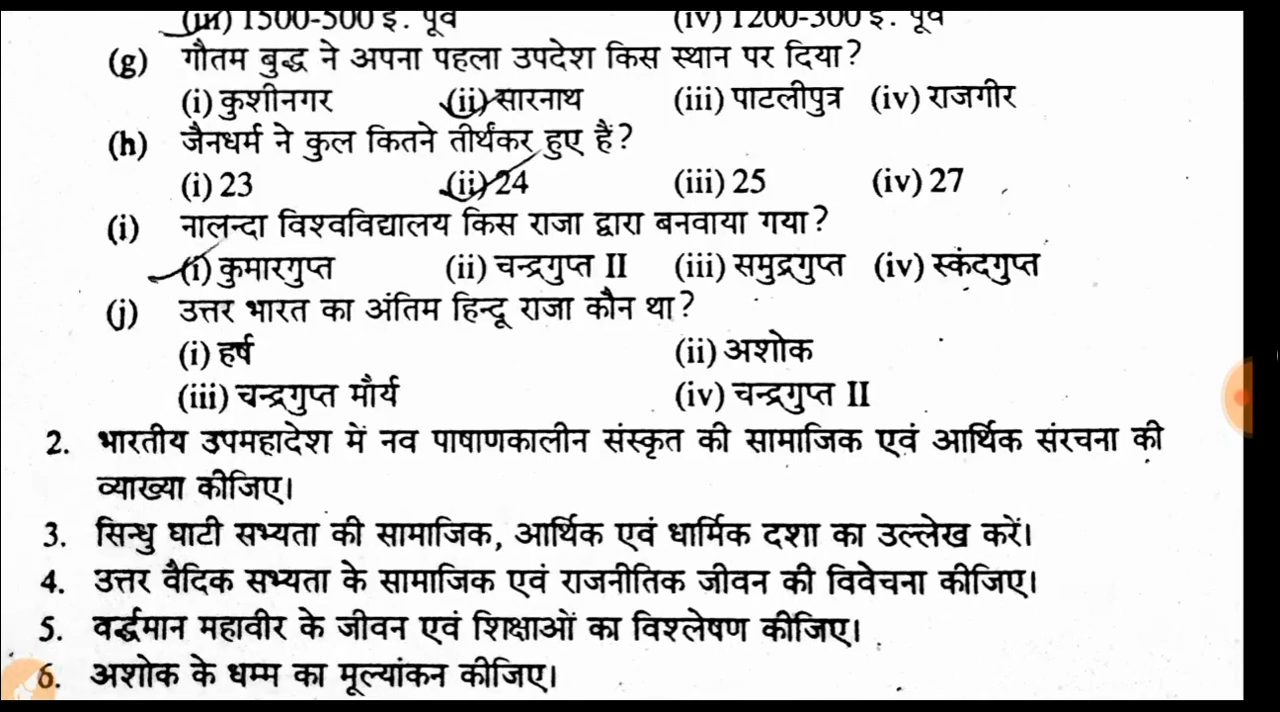 (iii) 1500-500 ई. पूर्व (iv) 1200-300 ई. पूर्व
(g) गौतम बुद्ध ने अपना पहला उपदेश किस स्थान पर दिया?
(i) कुशीनगर (ii) सारनाथ (iii) पाटलीपुत्र (iv) राजगीर
(h) जैनधर्म ने कुल कितने तीर्थंकर हुए हैं?
(i) 23 (ii) 24 (iii) 25 (iv) 27
(i) नालन्दा विश्वविद्यालय किस राजा द्वारा बनवाया गया?
(i) कुमारगुप्त (ii) चन्द्रगुप्त II (iii) समुद्रगुप्त (iv) स्कंदगुप्त
(j) उत्तर भारत का अंतिम हिन्दू राजा कौन था?
(i) हर्ष (ii) अशोक
(iii) चन्द्रगुप्त मौर्य (iv) चन्द्रगुप्त II
2. भारतीय उपमहादेश में नव पाषाणकालीन संस्कृत की सामाजिक एवं आर्थिक संरचना की
व्याख्या कीजिए।
3. सिन्धु घाटी सभ्यता की सामाजिक, आर्थिक एवं धार्मिक दशा का उल्लेख करें।
4. उत्तर वैदिक सभ्यता के सामाजिक एवं राजनीतिक जीवन की विवेचना कीजिए।
5. वर्द्धमान महावीर के जीवन एवं शिक्षाओं का विश्लेषण कीजिए।
6. अशोक के धम्म का मूल्यांकन कीजिए।